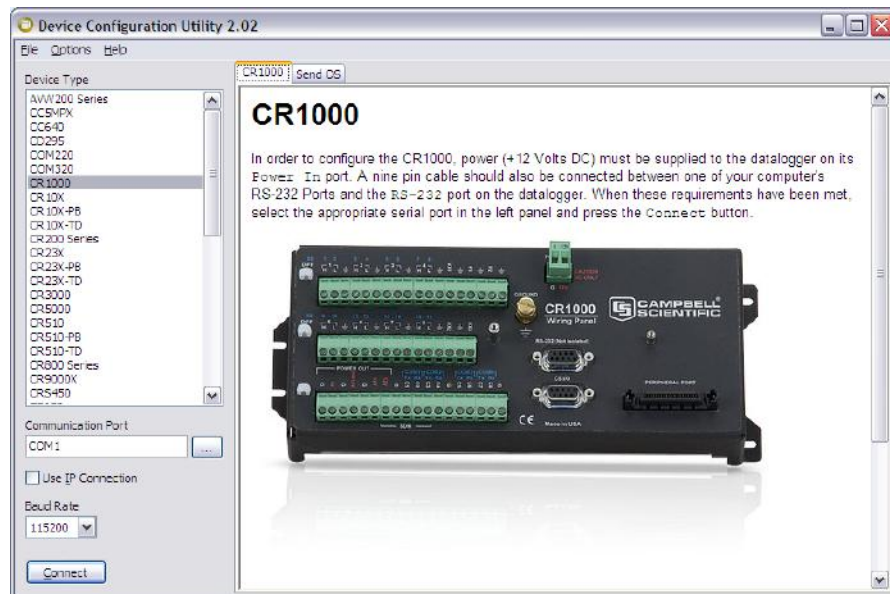 Device Configuration Utility 2.02
File Options Help
Device Type
AVW200 Series
CC5MPX
CC640
CD295
COM220
COM320
CR1000
CR10X
CR10X-PB
CR10X-TD
CR200 Series
CR23X
CR23X-PB
CR23X-TD
CR3000
CR5000
CR510
CR510-PB
CR510-TD
CR800 Series
CR9000X
CRS450
Communication Port
COM1
...
Use IP Connection
Baud Rate
115200
Connect
CR1000 Send OS
CR1000
In order to configure the CR1000, power (+12 Volts DC) must be supplied to the datalogger on its
Power In port. A nine pin cable should also be connected between one of your computer's
RS-232 Ports and the RS-232 port on the datalogger. When these requirements have been met,
select the appropriate serial port in the left panel and press the Connect button.
GROUND
CR1000
Wiring Panel
CS CAMPBELL SCIENTIFIC
RS-232 (Not Isolated)
CS I/O
PERIPHERAL PORT
POWER OUT
CE
Made in USA